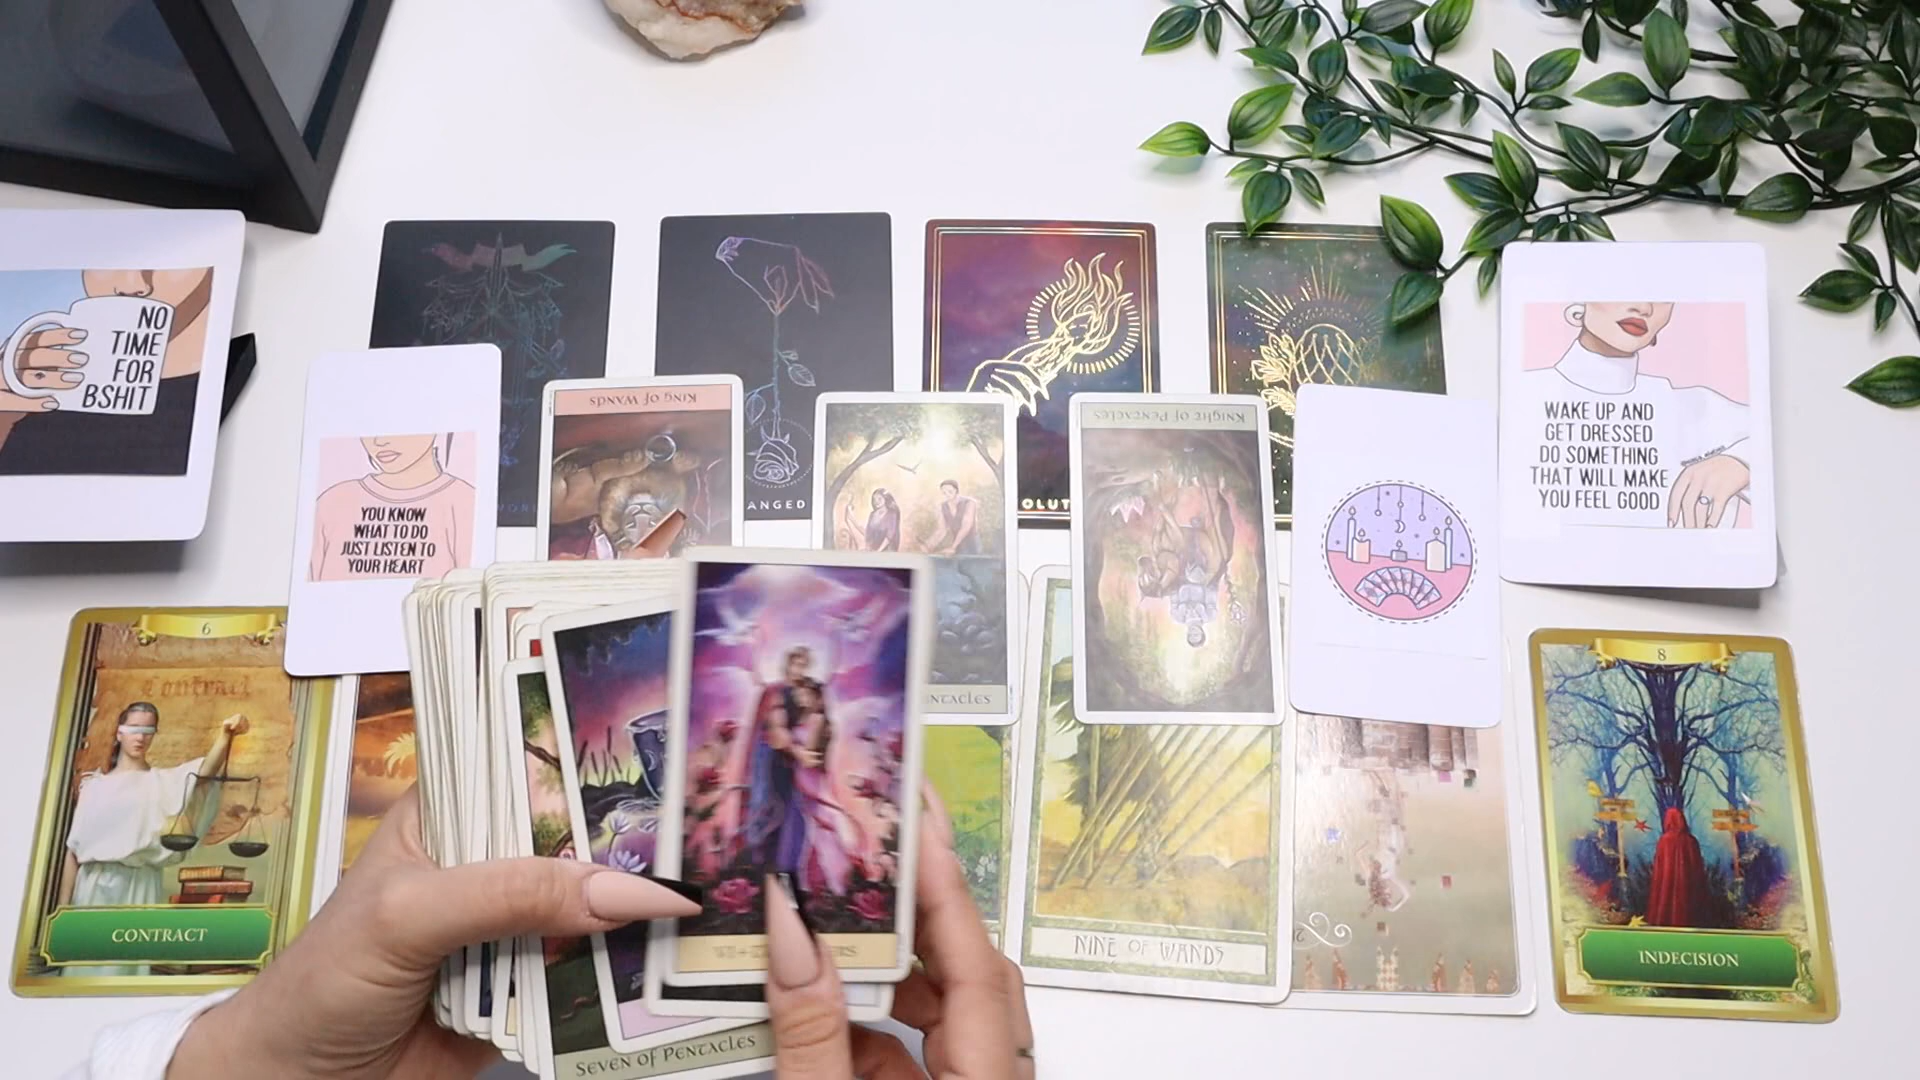 NO
TIME
FOR
BSHIT
YOU KNOW
WHAT TO DO
JUST LISTEN TO
YOUR HEART
King of Wands
ANGED
OLUT
Knight of Pentacles
WAKE UP AND
GET DRESSED
DO SOMETHING
THAT WILL MAKE
YOU FEEL GOOD
6
Contract
CONTRACT
NTACLES
NINE OF WANDS
SEVEN OF PENTACLES
8
INDECISION